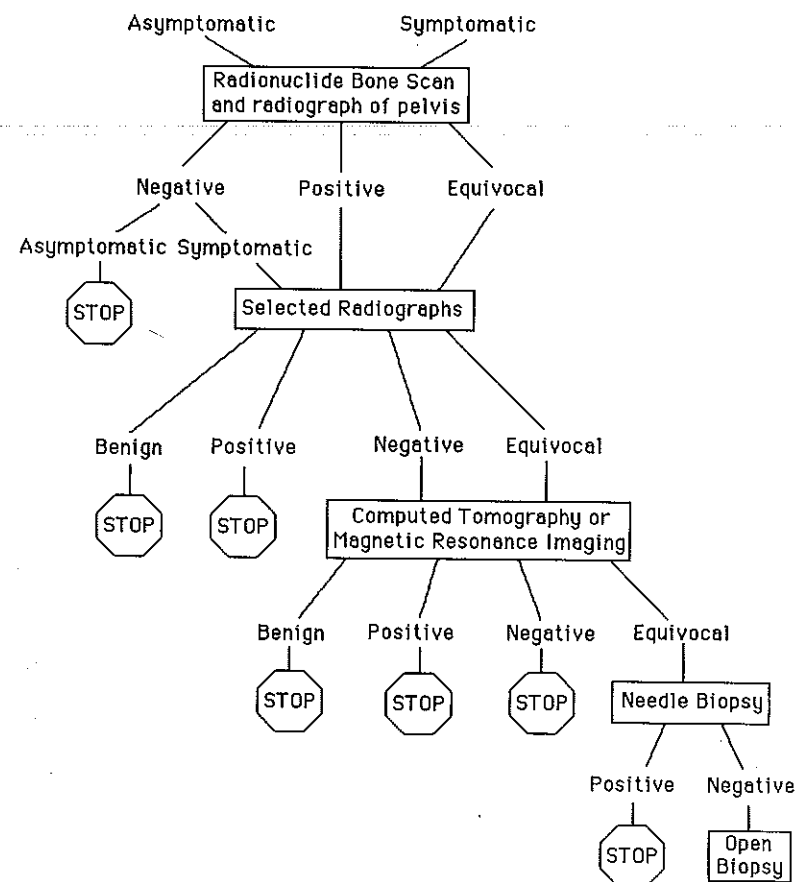 Asymptomatic Symptomatic
Radionuclide Bone Scan
and radiograph of pelvis
Negative Positive Equivocal
Asymptomatic Symptomatic
STOP
Selected Radiographs
Benign Positive Negative Equivocal
STOP STOP
Computed Tomography or
Magnetic Resonance Imaging
Benign Positive Negative Equivocal
STOP STOP STOP
Needle Biopsy
Positive Negative
STOP
Open
Biopsy